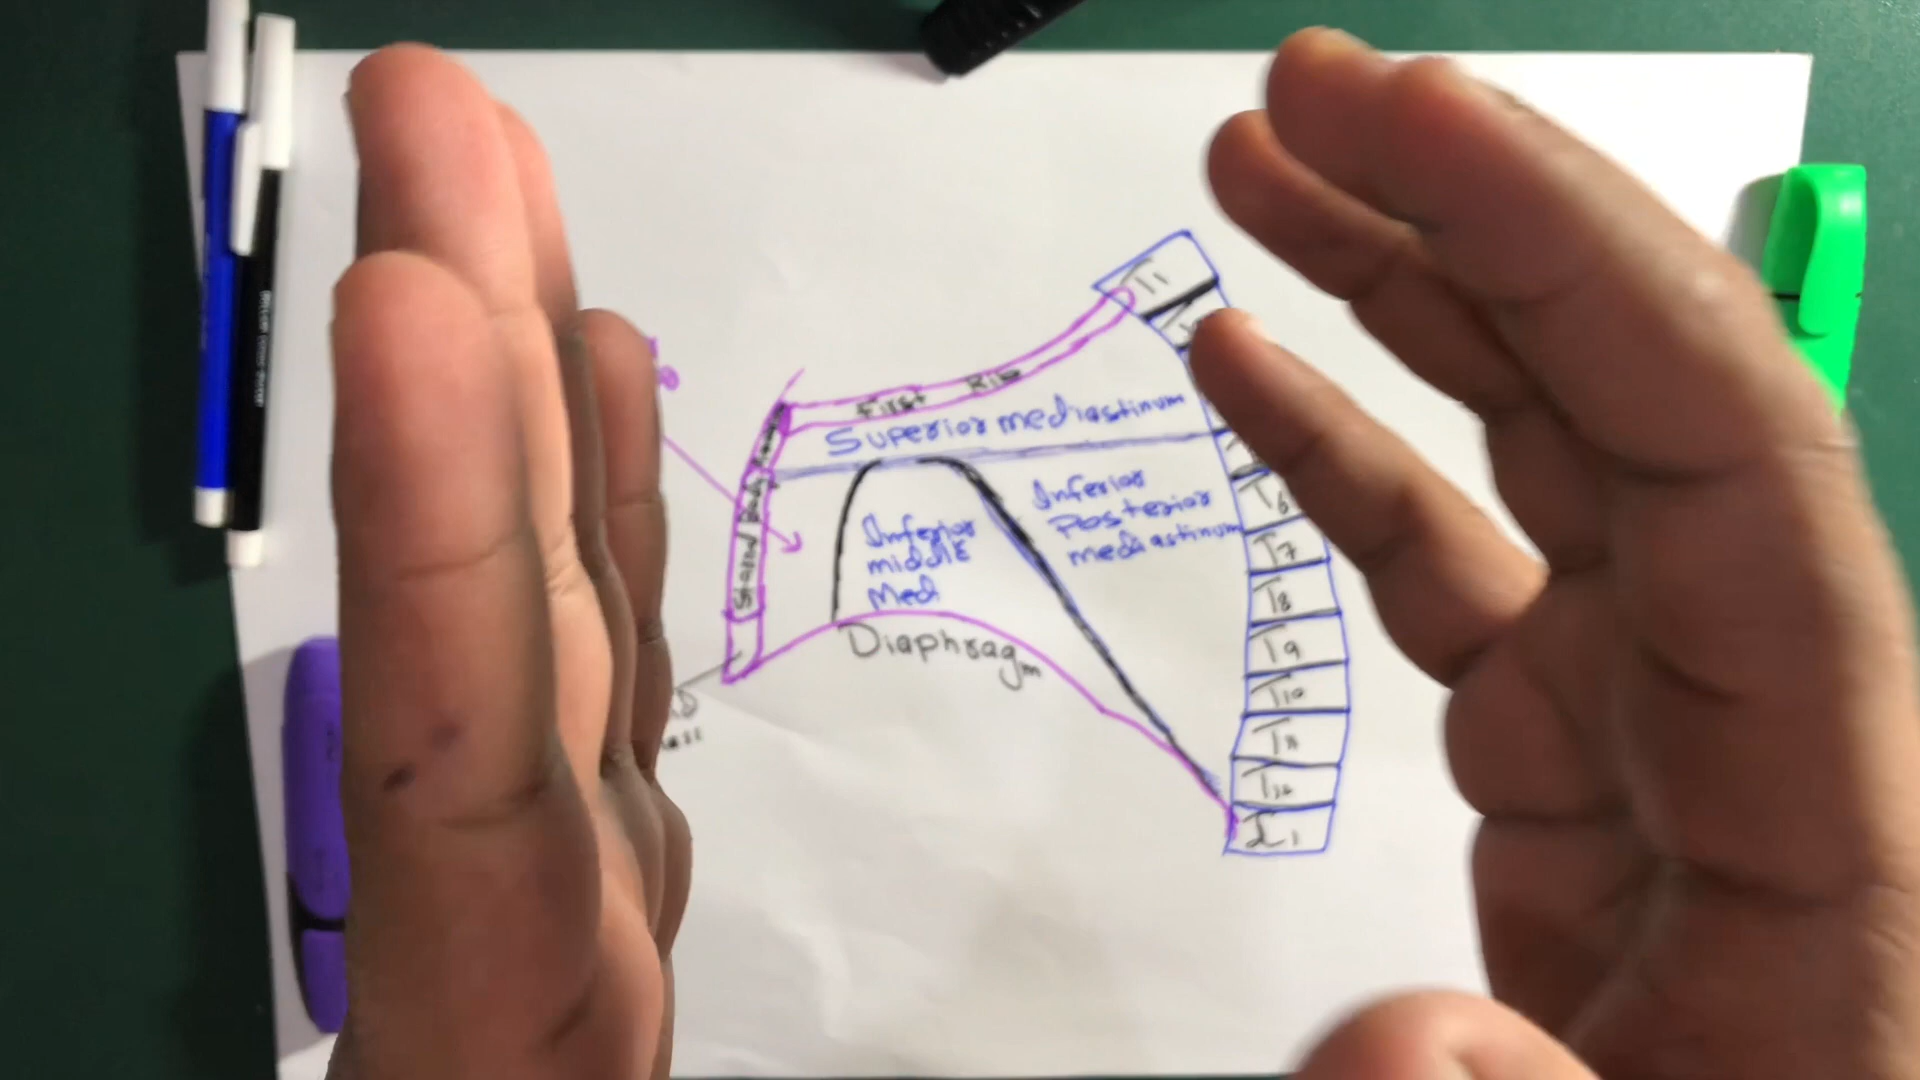 T1
First Rib
Superior mediastinum
Inferior
Posterior
mediastinum
Inferior
middle
Med
Body
T6
T7
T8
Diaphragm
T9
T10
T11
T12
L1